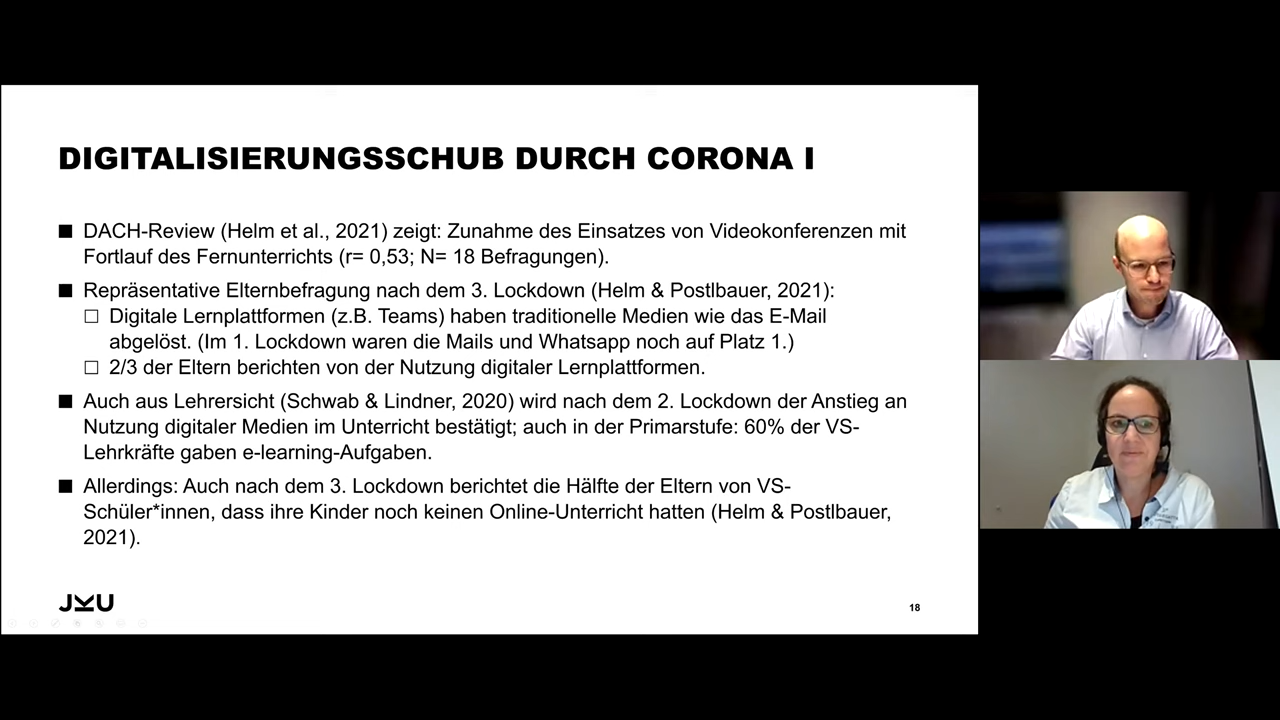 DIGITALISIERUNGSSCHUB DURCH CORONA I
■ DACH-Review (Helm et al., 2021) zeigt: Zunahme des Einsatzes von Videokonferenzen mit
Fortlauf des Fernunterrichts (r= 0,53; N= 18 Befragungen).
■ Repräsentative Elternbefragung nach dem 3. Lockdown (Helm & Postlbauer, 2021):
□ Digitale Lernplattformen (z.B. Teams) haben traditionelle Medien wie das E-Mail
abgelöst. (Im 1. Lockdown waren die Mails und Whatsapp noch auf Platz 1.)
□ 2/3 der Eltern berichten von der Nutzung digitaler Lernplattformen.
■ Auch aus Lehrersicht (Schwab & Lindner, 2020) wird nach dem 2. Lockdown der Anstieg an
Nutzung digitaler Medien im Unterricht bestätigt; auch in der Primarstufe: 60% der VS-
Lehrkräfte gaben e-learning-Aufgaben.
■ Allerdings: Auch nach dem 3. Lockdown berichtet die Hälfte der Eltern von VS-
Schüler*innen, dass ihre Kinder noch keinen Online-Unterricht hatten (Helm & Postlbauer,
2021).
JKU
18